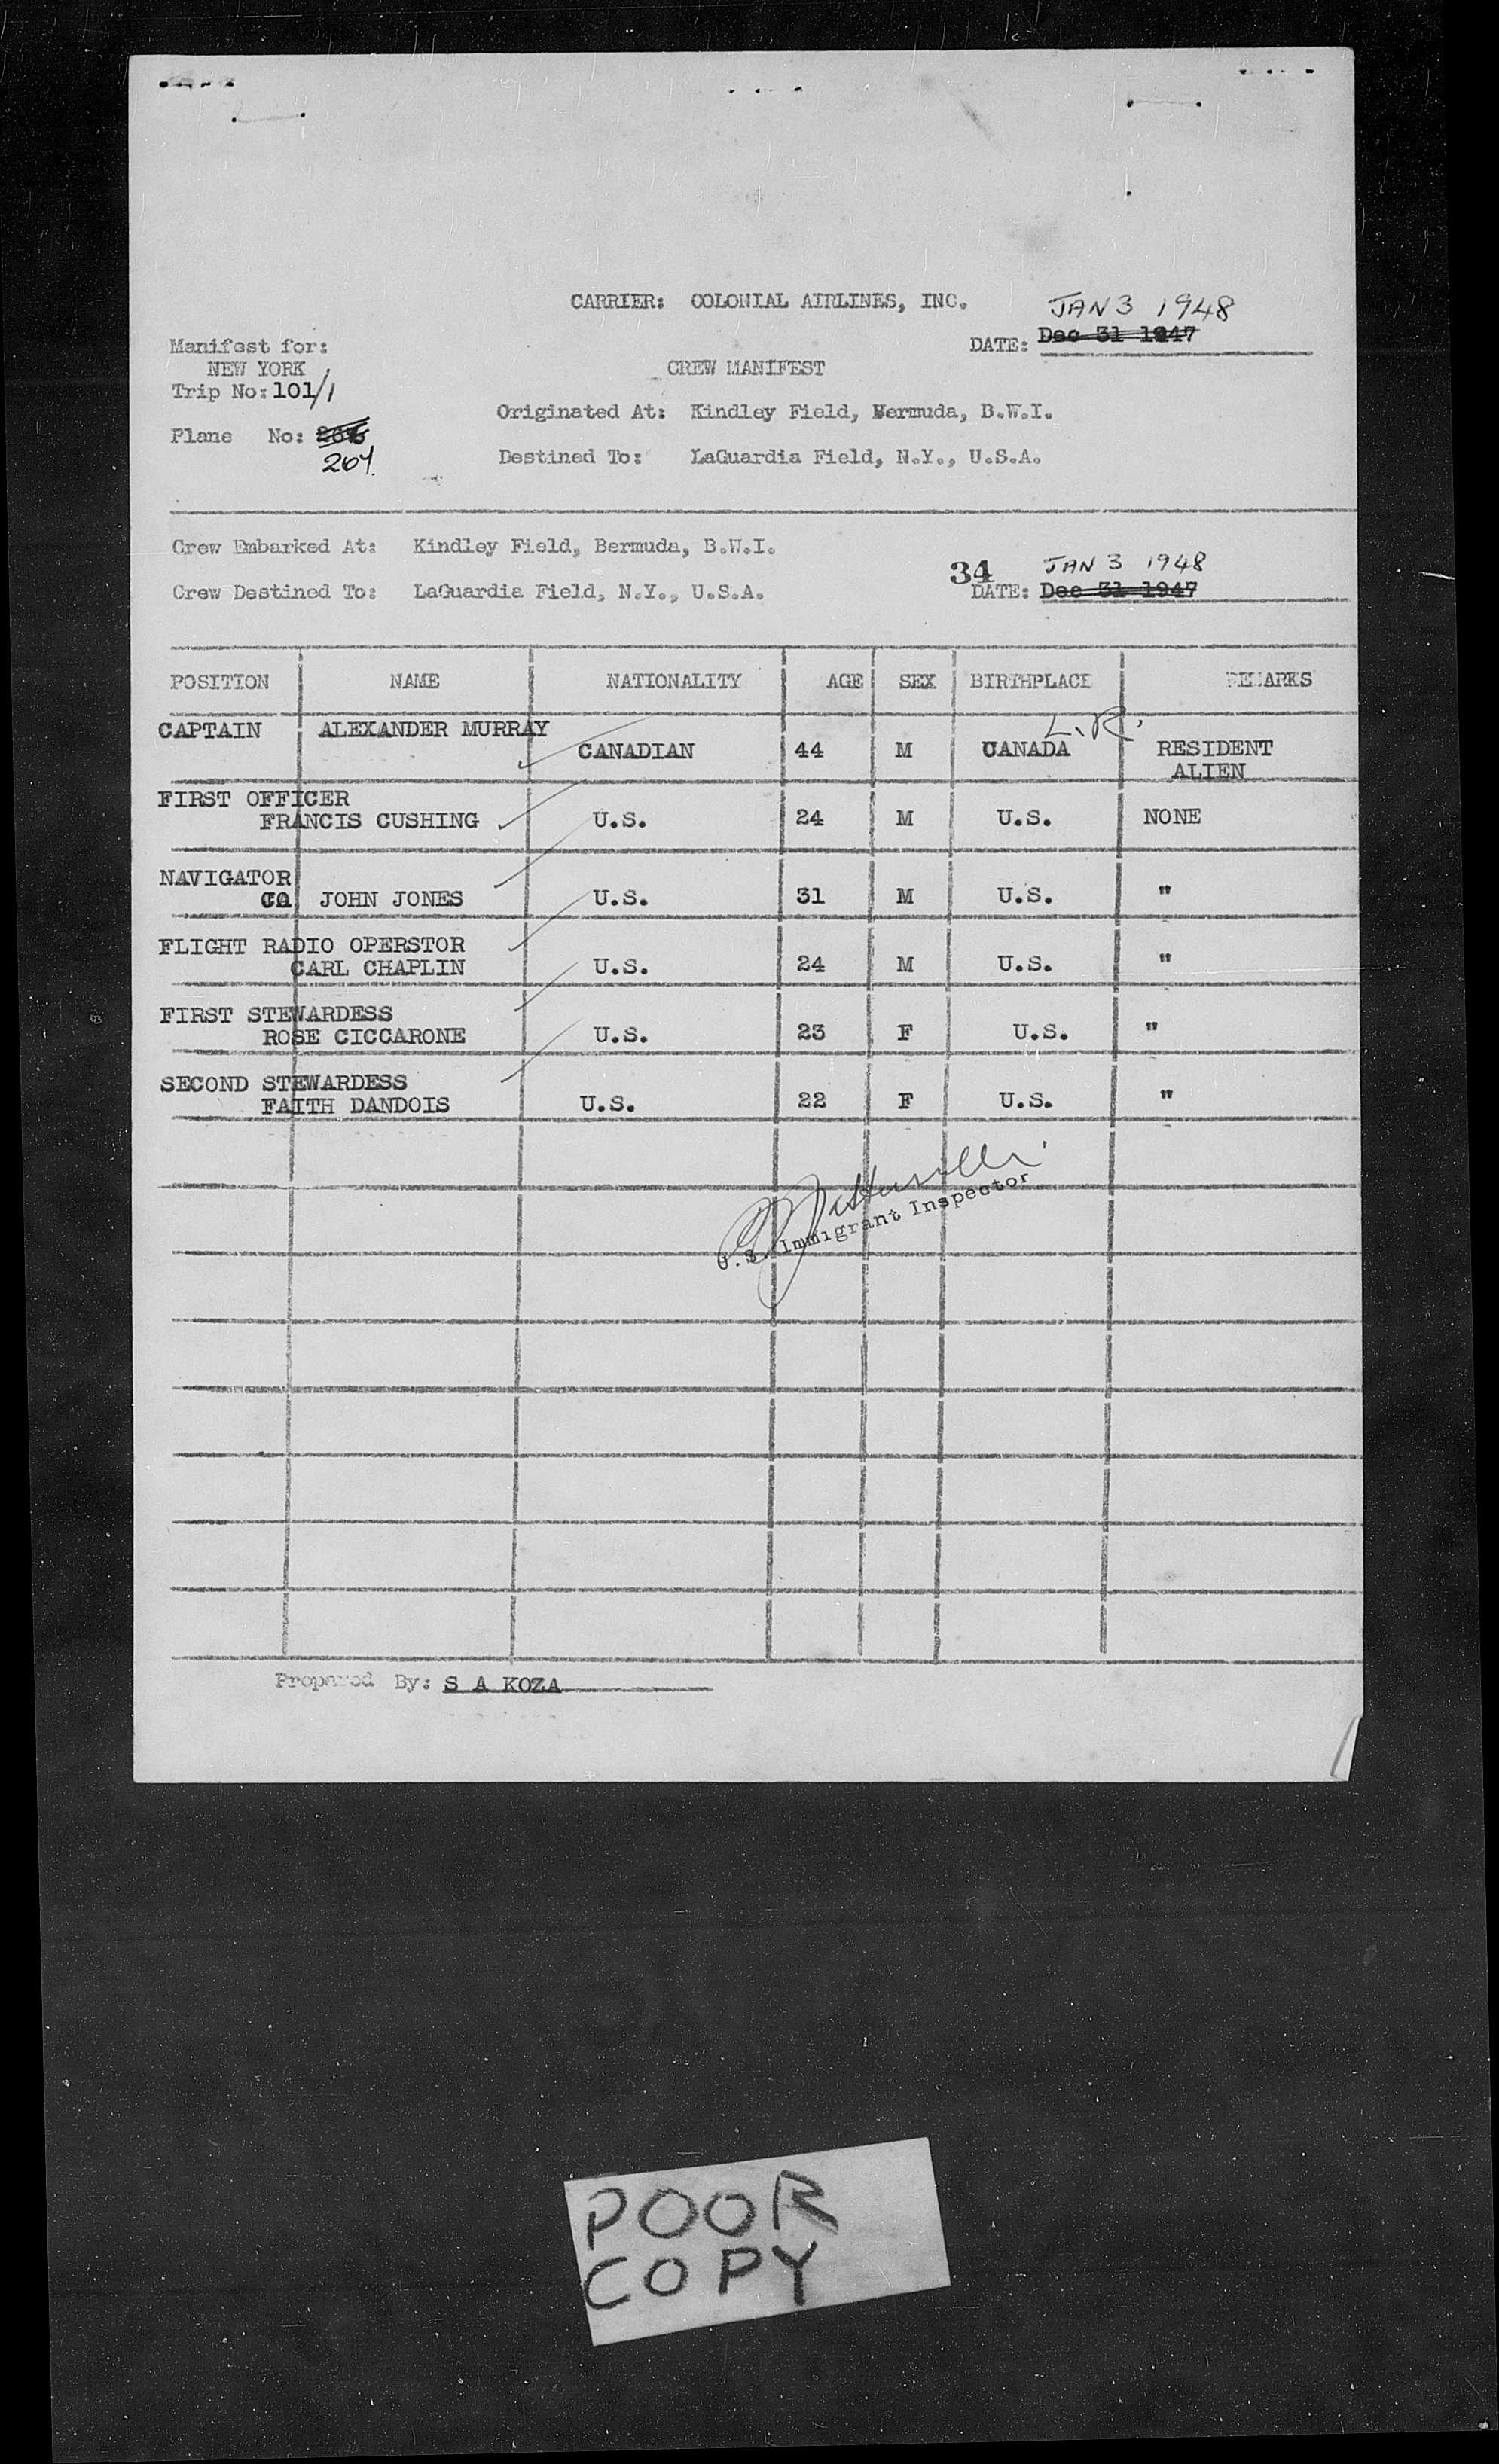 CARRIER: COLONIAL AIRLINES, INC.
JAN 3 1948
DATE: Dec 31 1947
Manifest for:
NEW YORK
CREW MANIFEST
Trip No: 101/1
Originated At: Kindley Field, Bermuda, B.W.I.
Plane No:
267.
Destined To: LaGuardia Field, N.Y., U.S.A.
Crew Embarked At: Kindley Field, Bermuda, B.W.I.
34 JAN 3 1948
Crew Destined To: LaGuardia Field, N.Y., U.S.A.
DATE: Dec 31 1947
POSITION NAME NATIONALITY AGE SEX BIRTHPLACE REMARKS
L.R.
CAPTAIN ALEXANDER MURRAY
CANADIAN 44 M CANADA RESIDENT
ALIEN
FIRST OFFICER
FRANCIS CUSHING U.S. 24 M U.S. NONE
NAVIGATOR
JOHN JONES U.S. 31 M U.S. "
FLIGHT RADIO OPERSTOR
CARL CHAPLIN U.S. 24 M U.S. "
FIRST STEWARDESS
ROSE CICCARONE U.S. 23 F U.S. "
SECOND STEWARDESS
FAITH DANDOIS U.S. 22 F U.S. "
U.S. Immigrant Inspector
Prepared By: S A KOZA
POOR
COPY